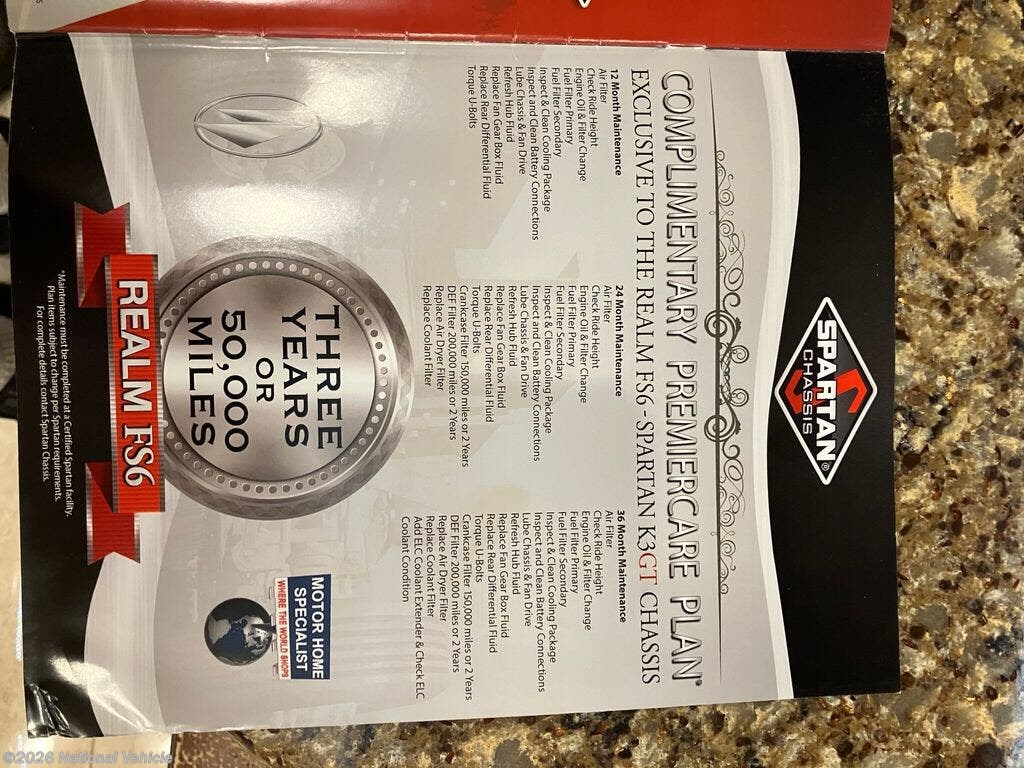 SPARTAN®
CHASSIS
COMPLIMENTARY PREMIERCARE PLAN*
EXCLUSIVE TO THE REALM FS6 - SPARTAN K3GT CHASSIS
12 Month Maintenance
Air Filter
Check Ride Height
Engine Oil & Filter Change
Fuel Filter Primary
Fuel Filter Secondary
Inspect & Clean Cooling Package
Inspect and Clean Battery Connections
Lube Chassis & Fan Drive
Refresh Hub Fluid
Replace Fan Gear Box Fluid
Replace Rear Differential Fluid
Torque U-Bolts
24 Month Maintenance
Air Filter
Check Ride Height
Engine Oil & Filter Change
Fuel Filter Primary
Fuel Filter Secondary
Inspect & Clean Cooling Package
Inspect and Clean Battery Connections
Lube Chassis & Fan Drive
Refresh Hub Fluid
Replace Fan Gear Box Fluid
Replace Rear Differential Fluid
Torque U-Bolts
Crankcase Filter 150,000 miles or 2 Years
DEF Filter 200,000 miles or 2 Years
Replace Air Dryer Filter
Replace Coolant Filter
36 Month Maintenance
Air Filter
Check Ride Height
Engine Oil & Filter Change
Fuel Filter Primary
Fuel Filter Secondary
Inspect & Clean Cooling Package
Inspect and Clean Battery Connections
Lube Chassis & Fan Drive
Refresh Hub Fluid
Replace Fan Gear Box Fluid
Replace Rear Differential Fluid
Torque U-Bolts
Crankcase Filter 150,000 miles or 2 Years
DEF Filter 200,000 miles or 2 Years
Replace Air Dryer Filter
Replace Coolant Filter
Add ELC Coolant Extender & Check ELC
Coolant Condition
THREE
YEARS
OR
50,000
MILES
REALM FS6
MOTOR HOME
SPECIALIST
WHERE THE WORLD SHOPS
*Maintenance must be completed at a Certified Spartan facility.
Plan items subject to change per Spartan requirements.
For complete details contact Spartan Chassis.
©2026 National Vehicle